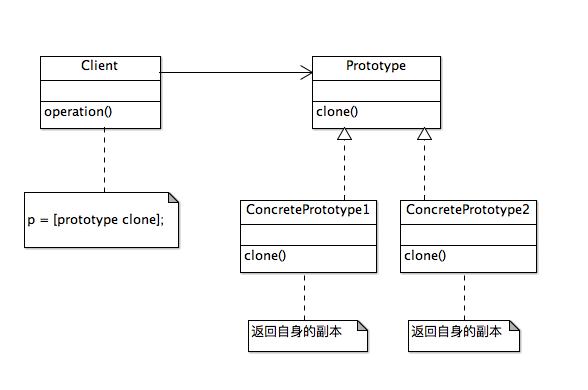 Client
operation()
Prototype
clone()
p = [prototype clone];
ConcretePrototype1
clone()
ConcretePrototype2
clone()
返回自身的副本
返回自身的副本